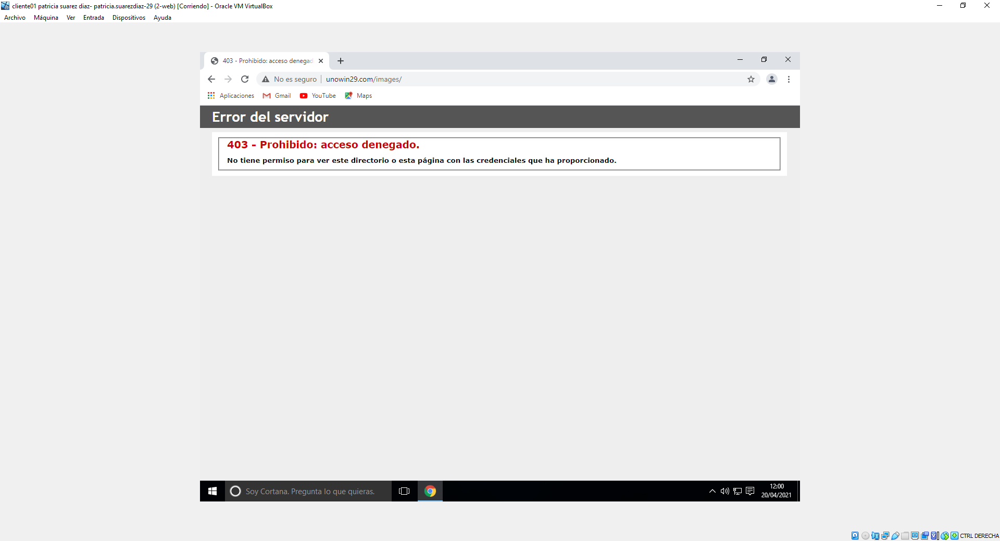 cliente01 patricia suarez diaz- patricia.suarezdiaz-29 (2-web) [Corriendo] - Oracle VM VirtualBox
Archivo Máquina Ver Entrada Dispositivos Ayuda
403 - Prohibido: acceso denegad
No es seguro unowin29.com/images/
Aplicaciones Gmail YouTube Maps
Error del servidor
403 - Prohibido: acceso denegado.
No tiene permiso para ver este directorio o esta página con las credenciales que ha proporcionado.
Soy Cortana. Pregunta lo que quieras.
12:00
20/04/2021
CTRL DERECHA